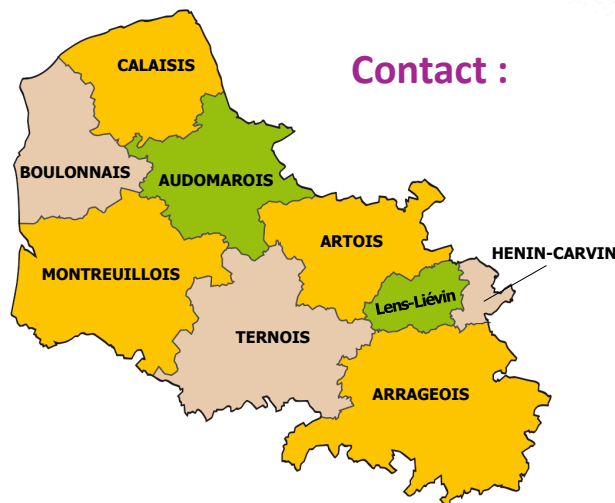 CALAISIS
Contact :
BOULONNAIS
AUDOMAROIS
ARTOIS
HENIN-CARVIN
MONTREUILLOIS
Lens-Liévin
TERNOIS
ARRAGEOIS